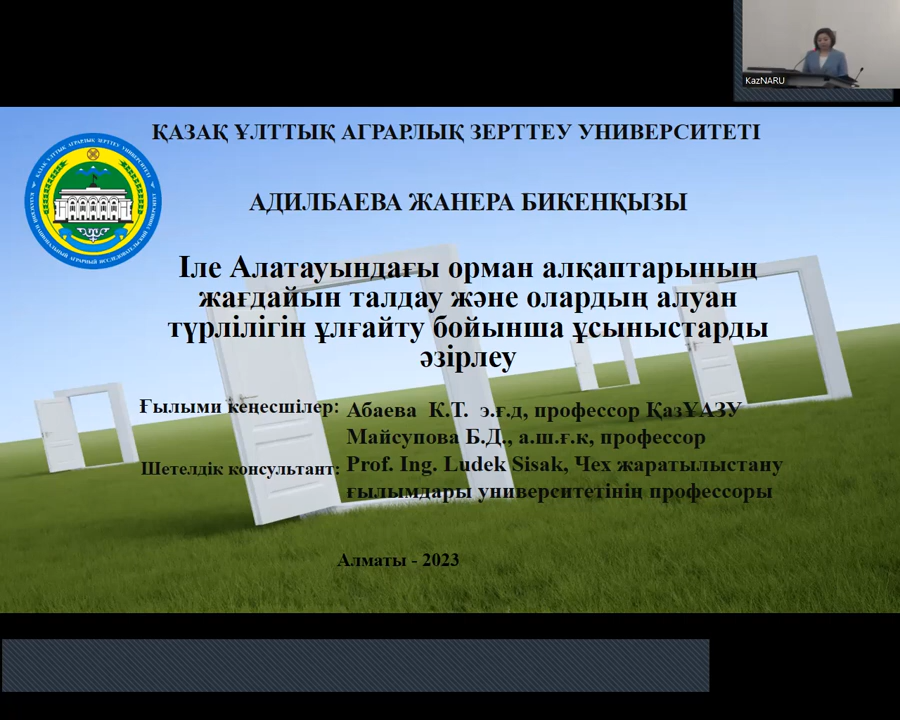 KazNARU
ҚАЗАҚ ҰЛТТЫҚ АГРАРЛЫҚ ЗЕРТТЕУ УНИВЕРСИТЕТІ
АДИЛБАЕВА ЖАНЕРА БИКЕНҚЫЗЫ
Іле Алатауындағы орман алқаптарының
жағдайын талдау және олардың алуан
түрлілігін ұлғайту бойынша ұсыныстарды
әзірлеу
Ғылыми кеңесшілер: Абаева К.Т. э.ғ.д, профессор ҚазҰАЗУ
Майсупова Б.Д., а.ш.ғ.к, профессор
Шетелдік консультант: Prof. Ing. Ludek Sisak, Чех жаратылыстану
ғылымдары университетінің профессоры
Алматы - 2023